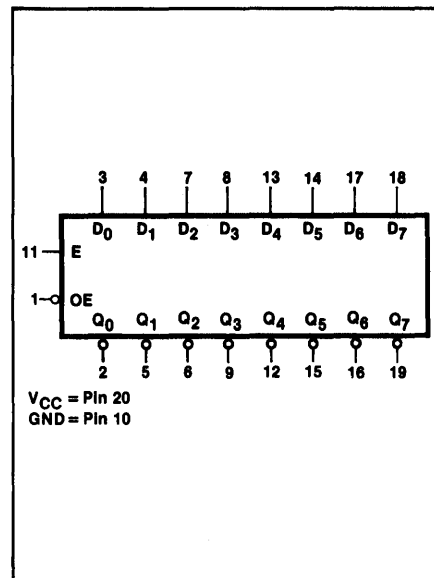 3 4 7 8 13 14 17 18
D0 D1 D2 D3 D4 D5 D6 D7
11 E
1 OE
Q0 Q1 Q2 Q3 Q4 Q5 Q6 Q7
2 5 6 9 12 15 16 19
VCC = Pin 20
GND = Pin 10